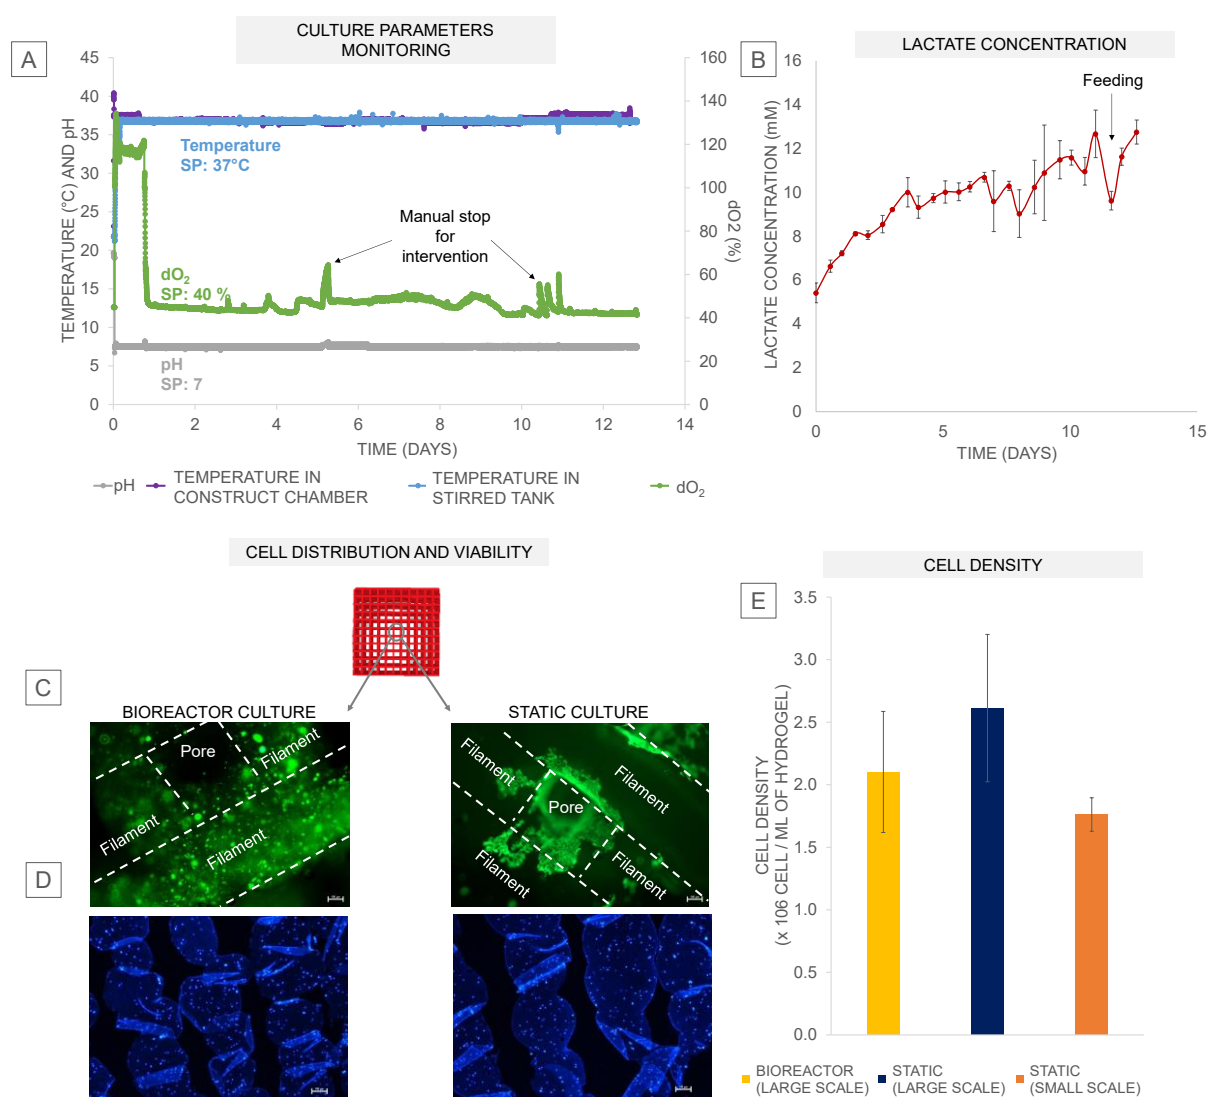 CULTURE PARAMETERS
MONITORING
A
45
40
35
30
25
20
15
10
5
0
TEMPERATURE (°C) AND pH
160
140
120
100
80
60
40
20
0
dO2 (%)
Temperature
SP: 37°C
Manual stop
for
intervention
dO₂
SP: 40 %
pH
SP: 7
0 2 4 6 8 10 12 14
TIME (DAYS)
pH
TEMPERATURE IN
CONSTRUCT CHAMBER
TEMPERATURE IN
STIRRED TANK
dO₂
B
LACTATE CONCENTRATION
Feeding
16
14
12
10
8
6
4
2
0
LACTATE CONCENTRATION (mM)
0 5 10 15
TIME (DAYS)
CELL DISTRIBUTION AND VIABILITY
C
BIOREACTOR CULTURE
STATIC CULTURE
Pore
Filament
Filament
Filament
Filament
Filament
Pore
Filament
Filament
D
CELL DENSITY
E
3.5
3.0
2.5
2.0
1.5
1.0
0.5
0.0
CELL DENSITY
(x 106 CELL / ML OF HYDROGEL)
BIOREACTOR
(LARGE SCALE)
STATIC
(LARGE SCALE)
STATIC
(SMALL SCALE)